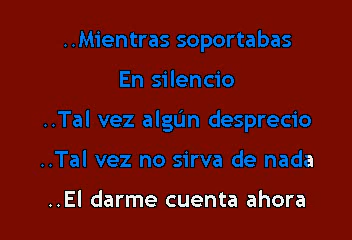 ..Mientras soportabas
En silencio
..Tal vez algún desprecio
..Tal vez no sirva de nada
..El darme cuenta ahora